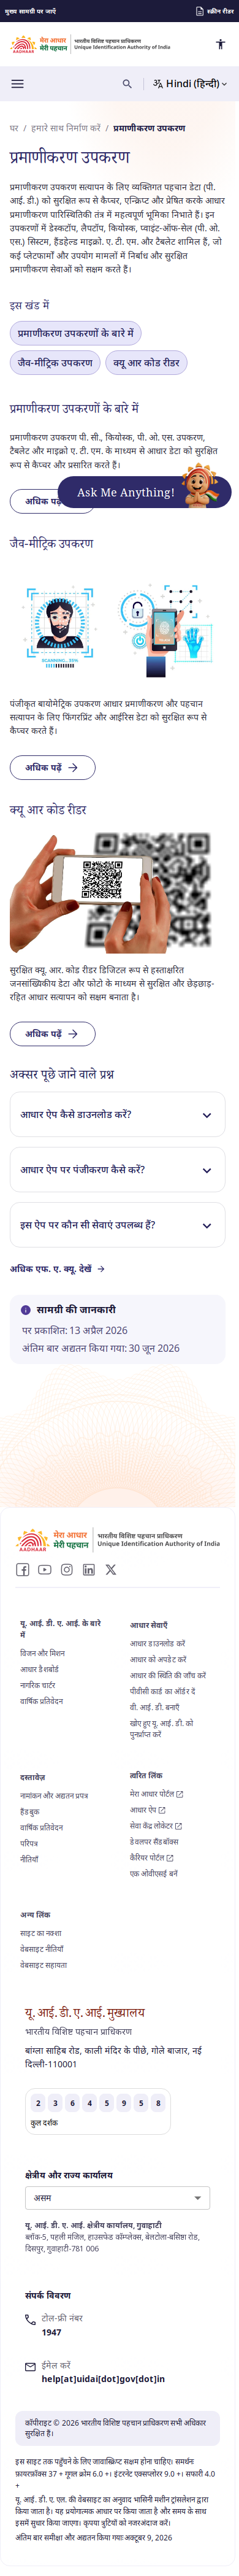 मुख्य सामग्री पर जाएँ
स्क्रीन रीडर
मेरा आधार
मेरी पहचान
भारतीय विशिष्ट पहचान प्राधिकरण
Unique Identification Authority of India
AADHAAR
Hindi (हिन्दी)
घर / हमारे साथ निर्माण करें / प्रमाणीकरण उपकरण
प्रमाणीकरण उपकरण
प्रमाणीकरण उपकरण सत्यापन के लिए व्यक्तिगत पहचान डेटा (पी.
आई. डी.) को सुरक्षित रूप से कैप्चर, एन्क्रिप्ट और प्रेषित करके आधार
प्रमाणीकरण पारिस्थितिकी तंत्र में महत्वपूर्ण भूमिका निभाते हैं। इन
उपकरणों में डेस्कटॉप, लैपटॉप, कियोस्क, प्वाइंट-ऑफ-सेल (पी. ओ.
एस.) सिस्टम, हैंडहेल्ड माइक्रो. ए. टी. एम. और टैबलेट शामिल हैं, जो
कई प्लेटफार्मों और उपयोग मामलों में निर्बाध और सुरक्षित
प्रमाणीकरण सेवाओं को सक्षम करते हैं।
इस खंड में
प्रमाणीकरण उपकरणों के बारे में
जैव-मीट्रिक उपकरण
क्यू आर कोड रीडर
प्रमाणीकरण उपकरणों के बारे में
प्रमाणीकरण उपकरण पी. सी., कियोस्क, पी. ओ. एस. उपकरण,
टैबलेट और माइक्रो ए. टी. एम. के माध्यम से आधार डेटा को सुरक्षित
रूप से कैप्चर और प्रसारित करते हैं।
अधिक पढ़ें
Ask Me Anything!
जैव-मीट्रिक उपकरण
पंजीकृत बायोमेट्रिक उपकरण आधार प्रमाणीकरण और पहचान
सत्यापन के लिए फिंगरप्रिंट और आईरिस डेटा को सुरक्षित रूप से
कैप्चर करते हैं।
अधिक पढ़ें
क्यू आर कोड रीडर
सुरक्षित क्यू. आर. कोड रीडर डिजिटल रूप से हस्ताक्षरित
जनसांख्यिकीय डेटा और फोटो के माध्यम से सुरक्षित और छेड़छाड़-
रहित आधार सत्यापन को सक्षम बनाता है।
अधिक पढ़ें
अक्सर पूछे जाने वाले प्रश्न
आधार ऐप कैसे डाउनलोड करें?
आधार ऐप पर पंजीकरण कैसे करें?
इस ऐप पर कौन सी सेवाएं उपलब्ध हैं?
अधिक एफ. ए. क्यू. देखें
सामग्री की जानकारी
पर प्रकाशित: 13 अप्रैल 2026
अंतिम बार अद्यतन किया गया: 30 जून 2026
मेरा आधार
मेरी पहचान
भारतीय विशिष्ट पहचान प्राधिकरण
Unique Identification Authority of India
AADHAAR
यू. आई. डी. ए. आई. के बारे
में
विजन और मिशन
आधार डैशबोर्ड
नागरिक चार्टर
वार्षिक प्रतिवेदन
आधार सेवाएँ
आधार डाउनलोड करें
आधार को अपडेट करें
आधार की स्थिति की जाँच करें
पीवीसी कार्ड का ऑर्डर दें
वी. आई. डी. बनाएँ
खोए हुए यू. आई. डी. को
पुनर्प्राप्त करें
दस्तावेज़
नामांकन और अद्यतन प्रपत्र
हैंडबुक
वार्षिक प्रतिवेदन
परिपत्र
नीतियाँ
त्वरित लिंक
मेरा आधार पोर्टल
आधार ऐप
सेवा केंद्र लोकेटर
डेवलपर सैंडबॉक्स
कैरियर पोर्टल
एक ओवीएसई बनें
अन्य लिंक
साइट का नक्शा
वेबसाइट नीतियाँ
वेबसाइट सहायता
यू. आई. डी. ए. आई. मुख्यालय
भारतीय विशिष्ट पहचान प्राधिकरण
बांग्ला साहिब रोड, काली मंदिर के पीछे, गोले बाजार, नई
दिल्ली-110001
2 3 6 4 5 9 5 8
कुल दर्शक
क्षेत्रीय और राज्य कार्यालय
असम
यू. आई. डी. ए. आई. क्षेत्रीय कार्यालय, गुवाहाटी
ब्लॉक-5, पहली मंजिल, हाउसफेड कॉम्प्लेक्स, बेलटोला-बसिष्ठा रोड,
दिसपुर, गुवाहाटी-781 006
संपर्क विवरण
टोल-फ्री नंबर
1947
ईमेल करें
help[at]uidai[dot]gov[dot]in
कॉपीराइट © 2026 भारतीय विशिष्ट पहचान प्राधिकरण सभी अधिकार
सुरक्षित हैं।
इस साइट तक पहुँचने के लिए जावास्क्रिप्ट सक्षम होना चाहिए। समर्थनः
फ़ायरफ़ॉक्स 37 + गूगल क्रोम 6.0 +। इंटरनेट एक्सप्लोरर 9.0 +। सफारी 4.0
+
यू. आई. डी. ए. एल. की वेबसाइट का अनुवाद भाषिनी मशीन ट्रांसलेशन द्वारा
किया जाता है। यह प्रयोगात्मक आधार पर किया जाता है और समय के साथ
इसमें सुधार किया जाएगा। कृपया त्रुटियों को नजरअंदाज करें।
अंतिम बार समीक्षा और अद्यतन किया गयाः अक्टूबर 9, 2026